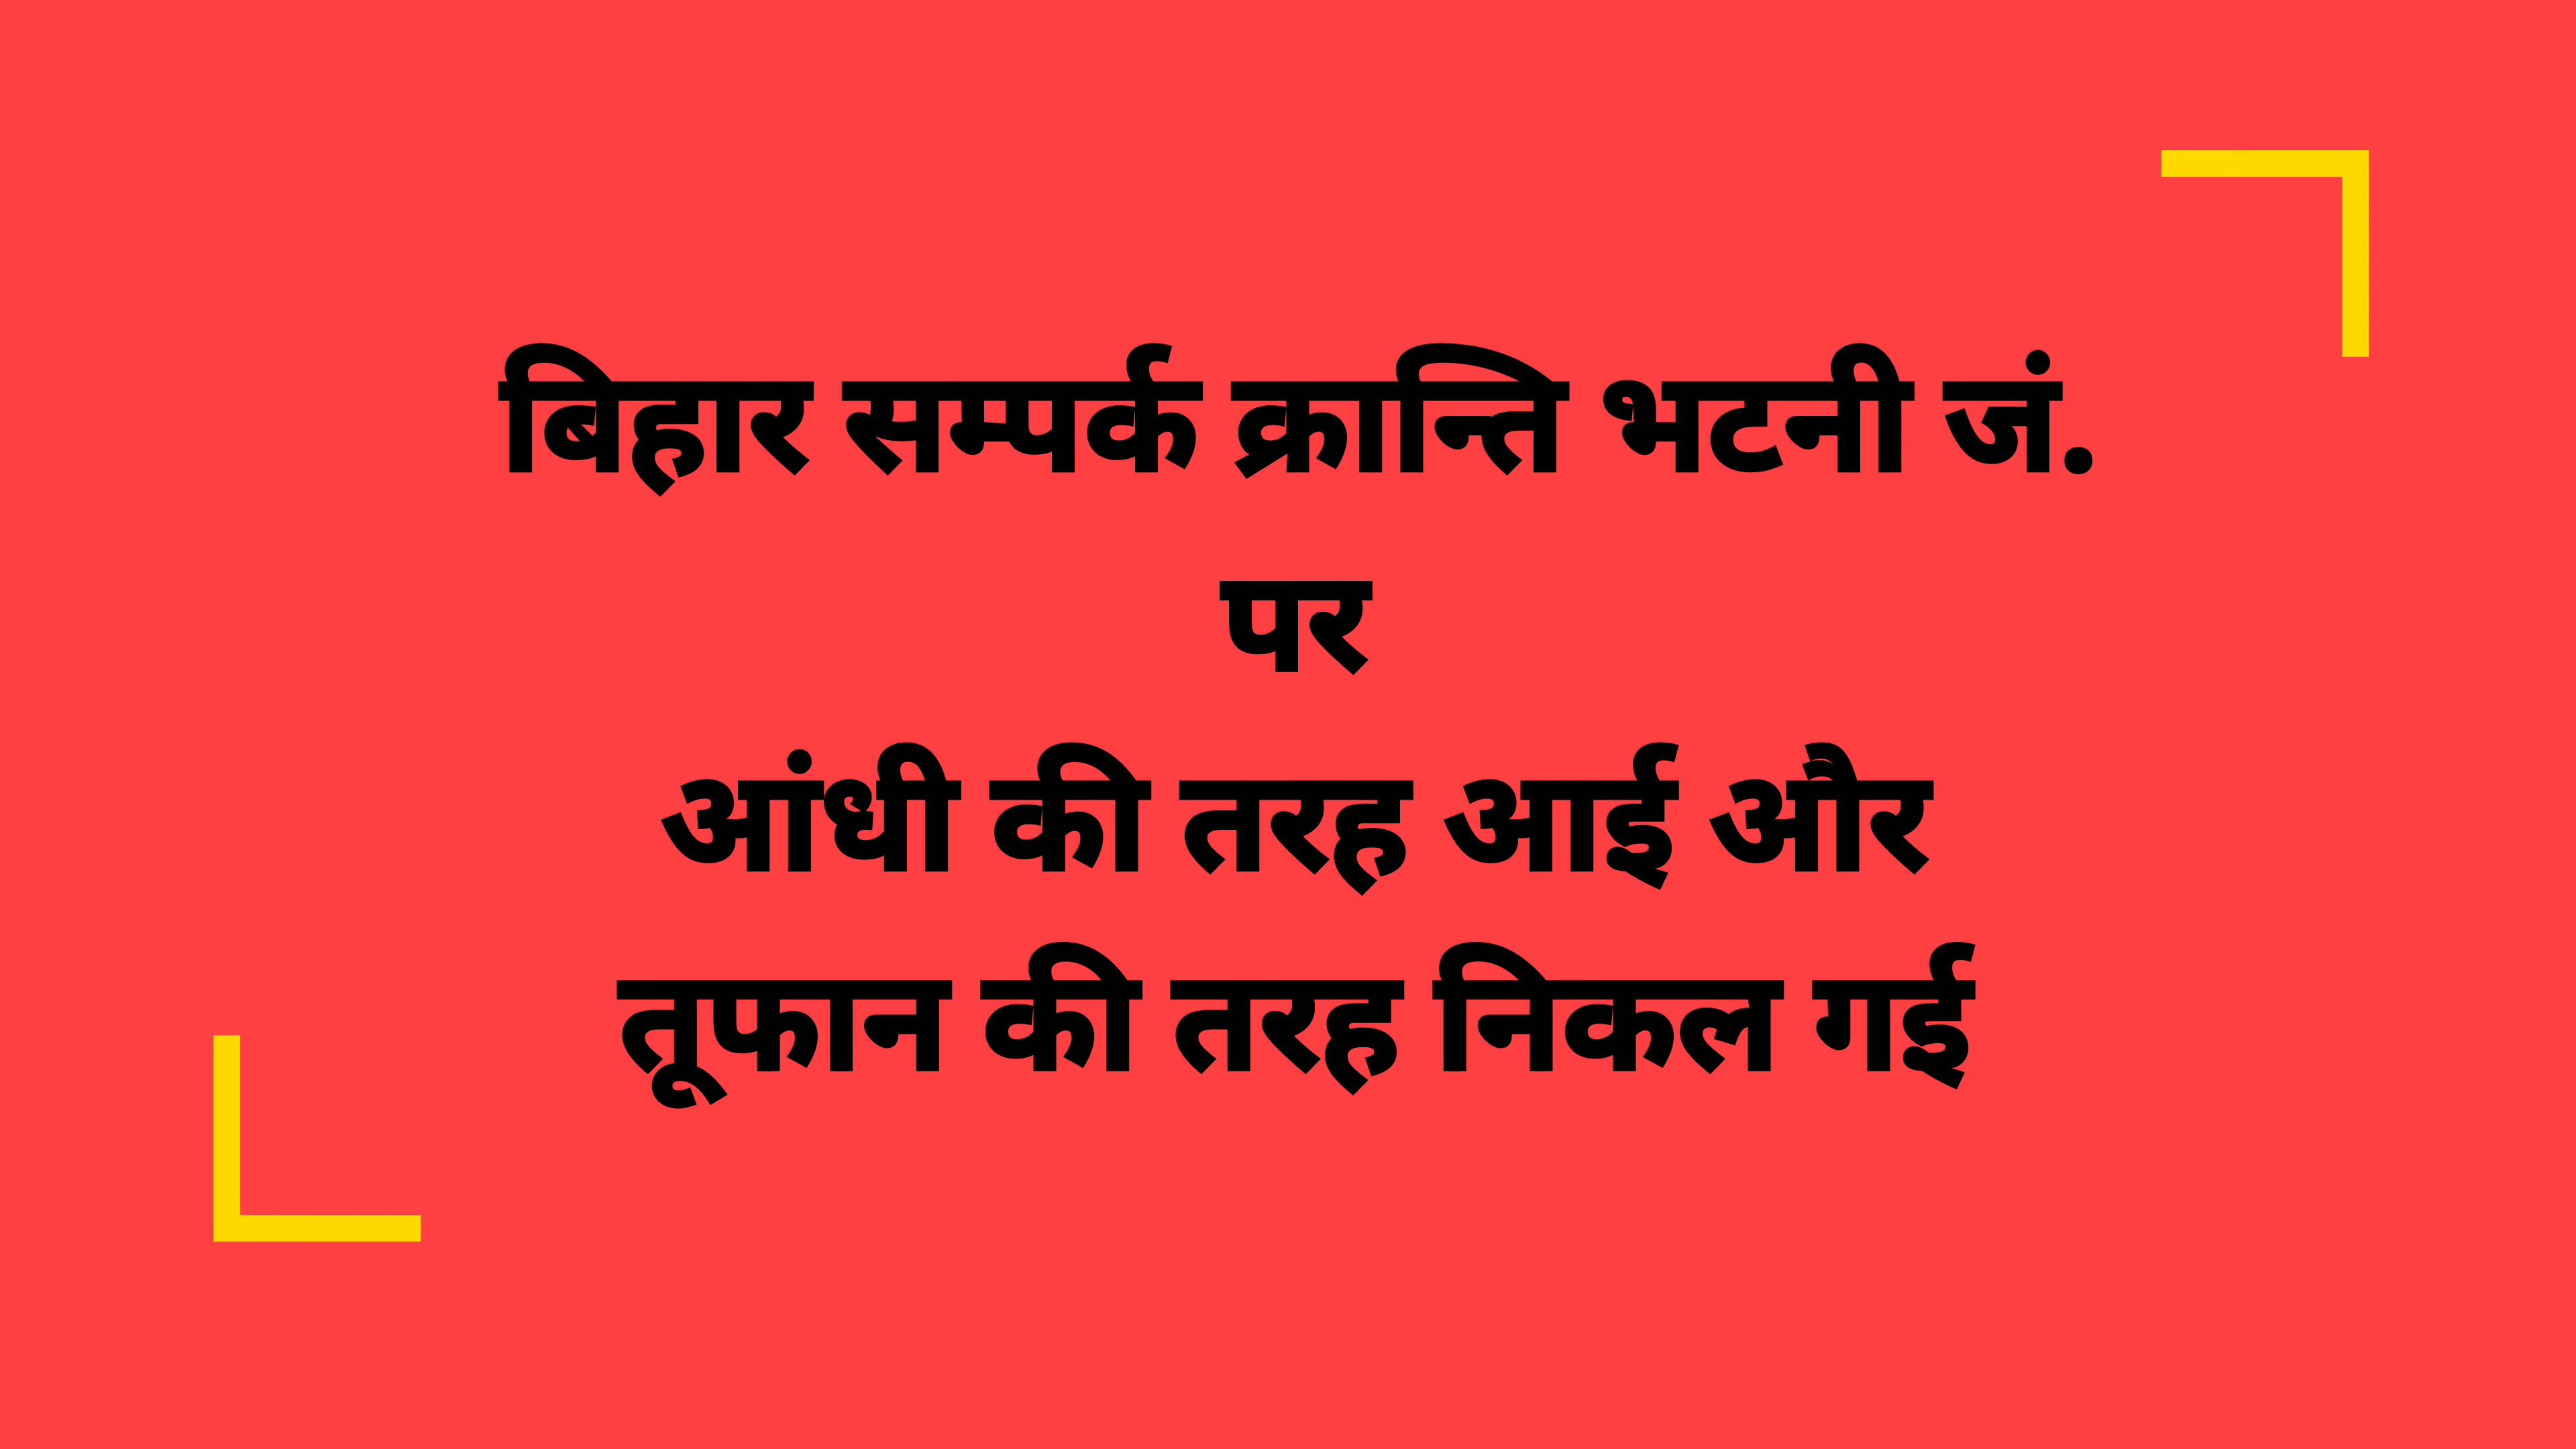 बिहार सम्पर्क क्रान्ति भटनी जं.
पर
आंधी की तरह आई और
तूफान की तरह निकल गई